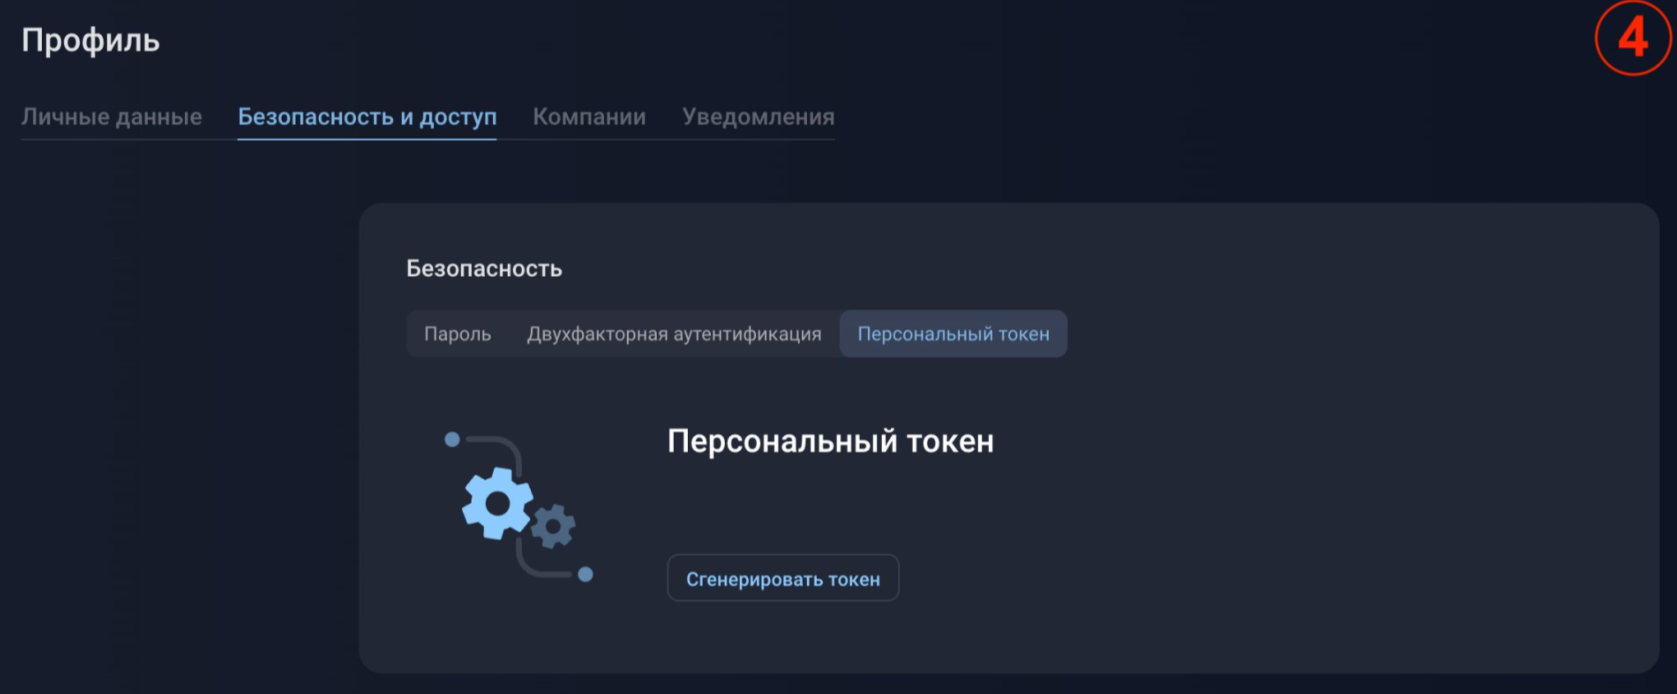 Профиль
4
Личные данные Безопасность и доступ Компании Уведомления
Безопасность
Пароль Двухфакторная аутентификация Персональный токен
Персональный токен
Сгенерировать токен